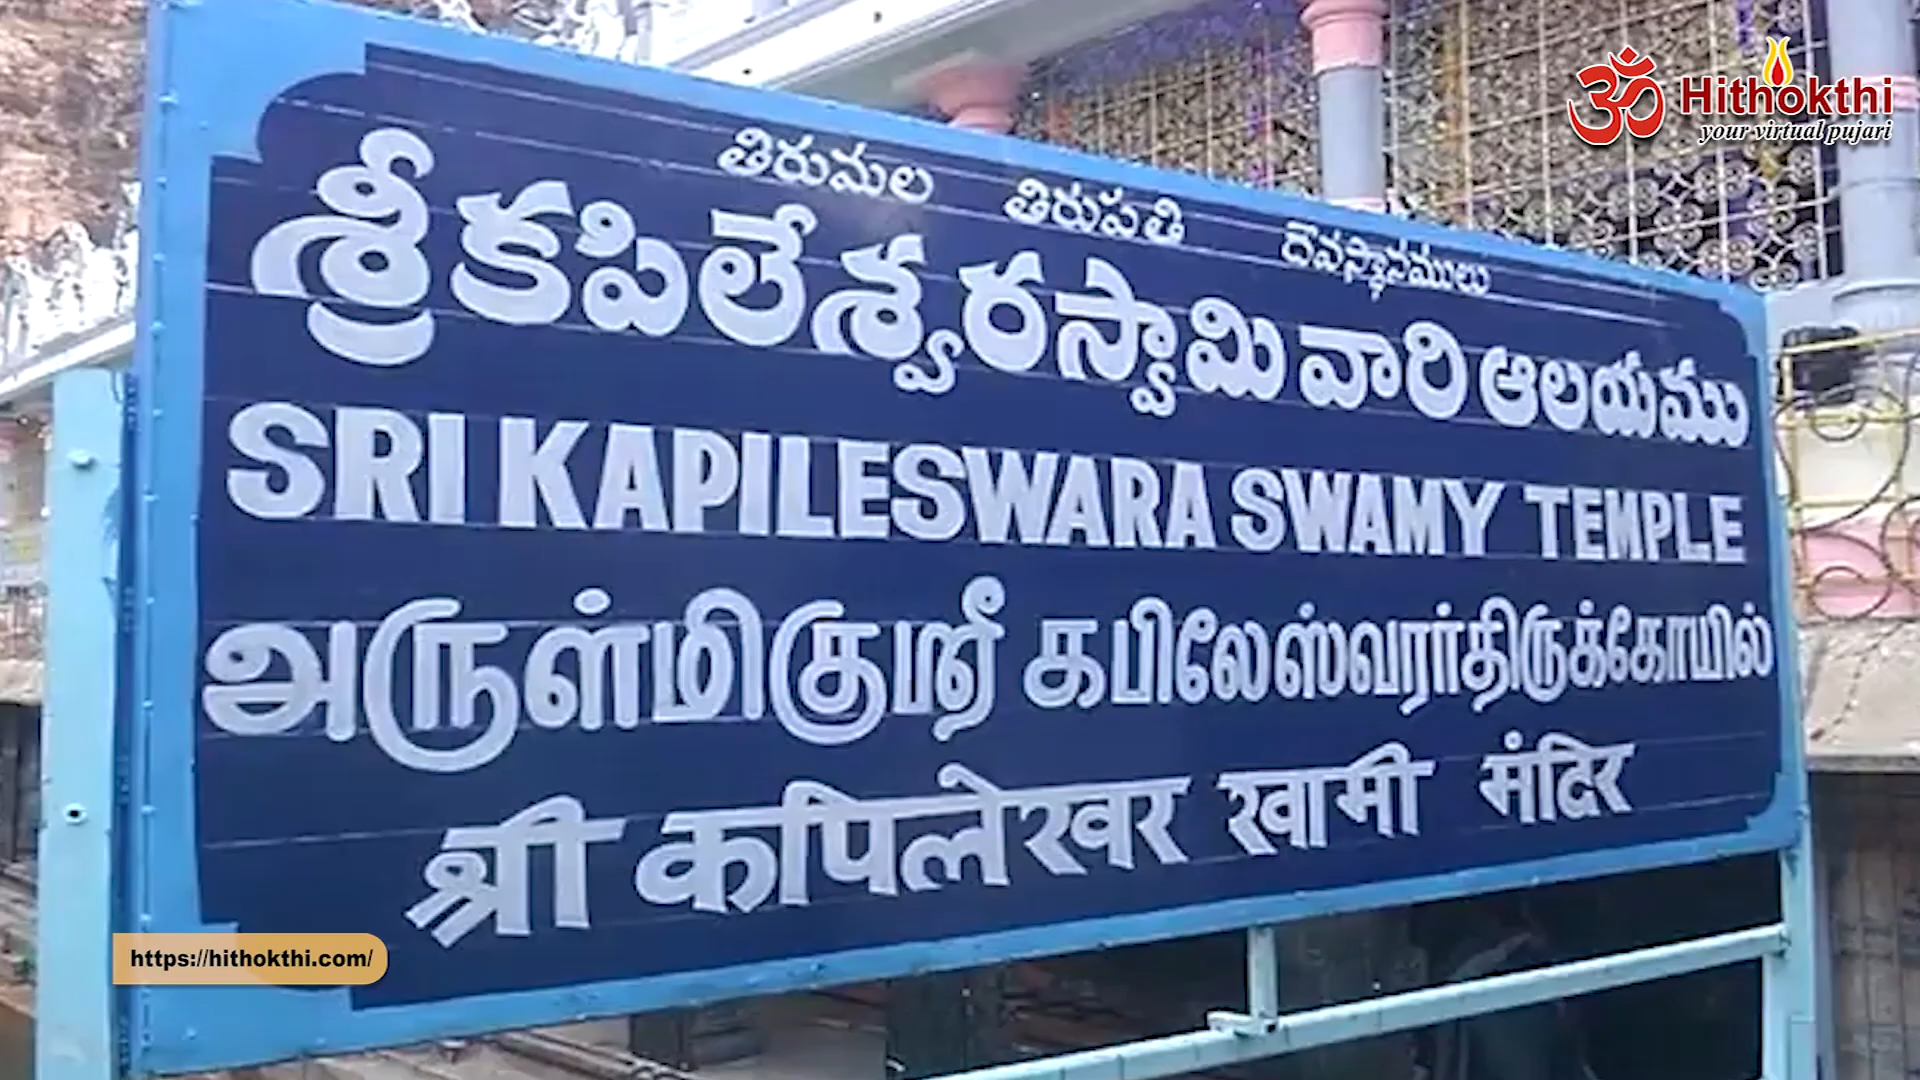 తిరుమల తిరుపతి దేవస్థానములు
శ్రీకపిలేశ్వరస్వామి వారి ఆలయము
SRI KAPILESWARA SWAMY TEMPLE
அருள்மிகு ஸ்ரீ கபிலேஸ்வரர்திருக்கோயில்
श्री कपिलेश्वर स्वामी मंदिर
ॐ Hithokthi
your virtual pujari
https://hithokthi.com/